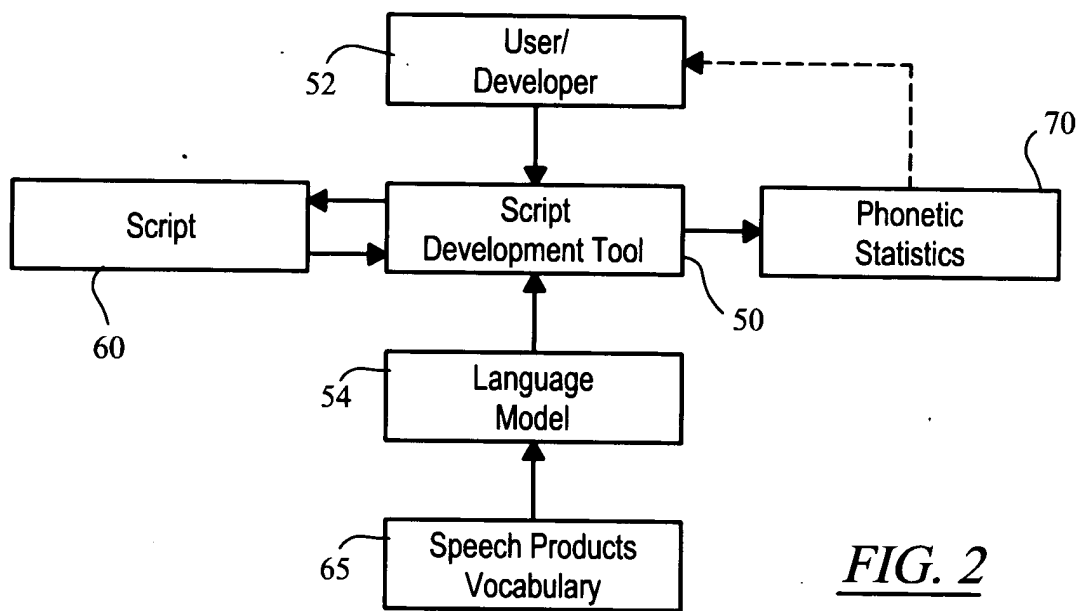 52
User/
Developer
70
Script
60
Script
Development Tool
50
Phonetic
Statistics
54
Language
Model
65
Speech Products
Vocabulary
FIG. 2